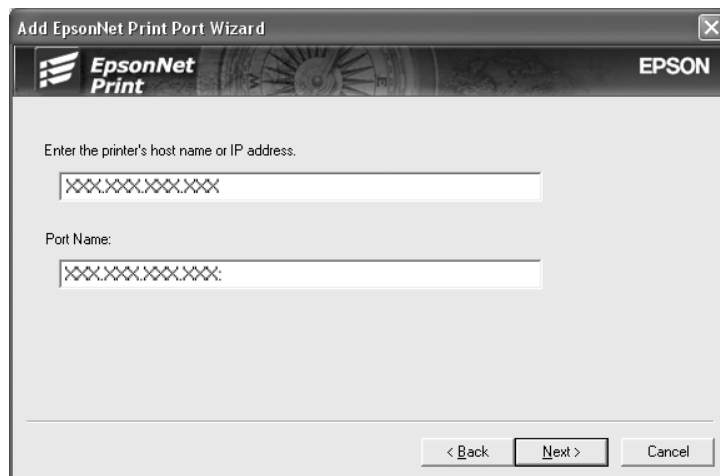 Add EpsonNet Print Port Wizard
EpsonNet
Print
EPSON
Enter the printer's host name or IP address.
XXX.XXX.XXX.XXX
Port Name:
XXX.XXX.XXX.XXX:
< Back
Next >
Cancel